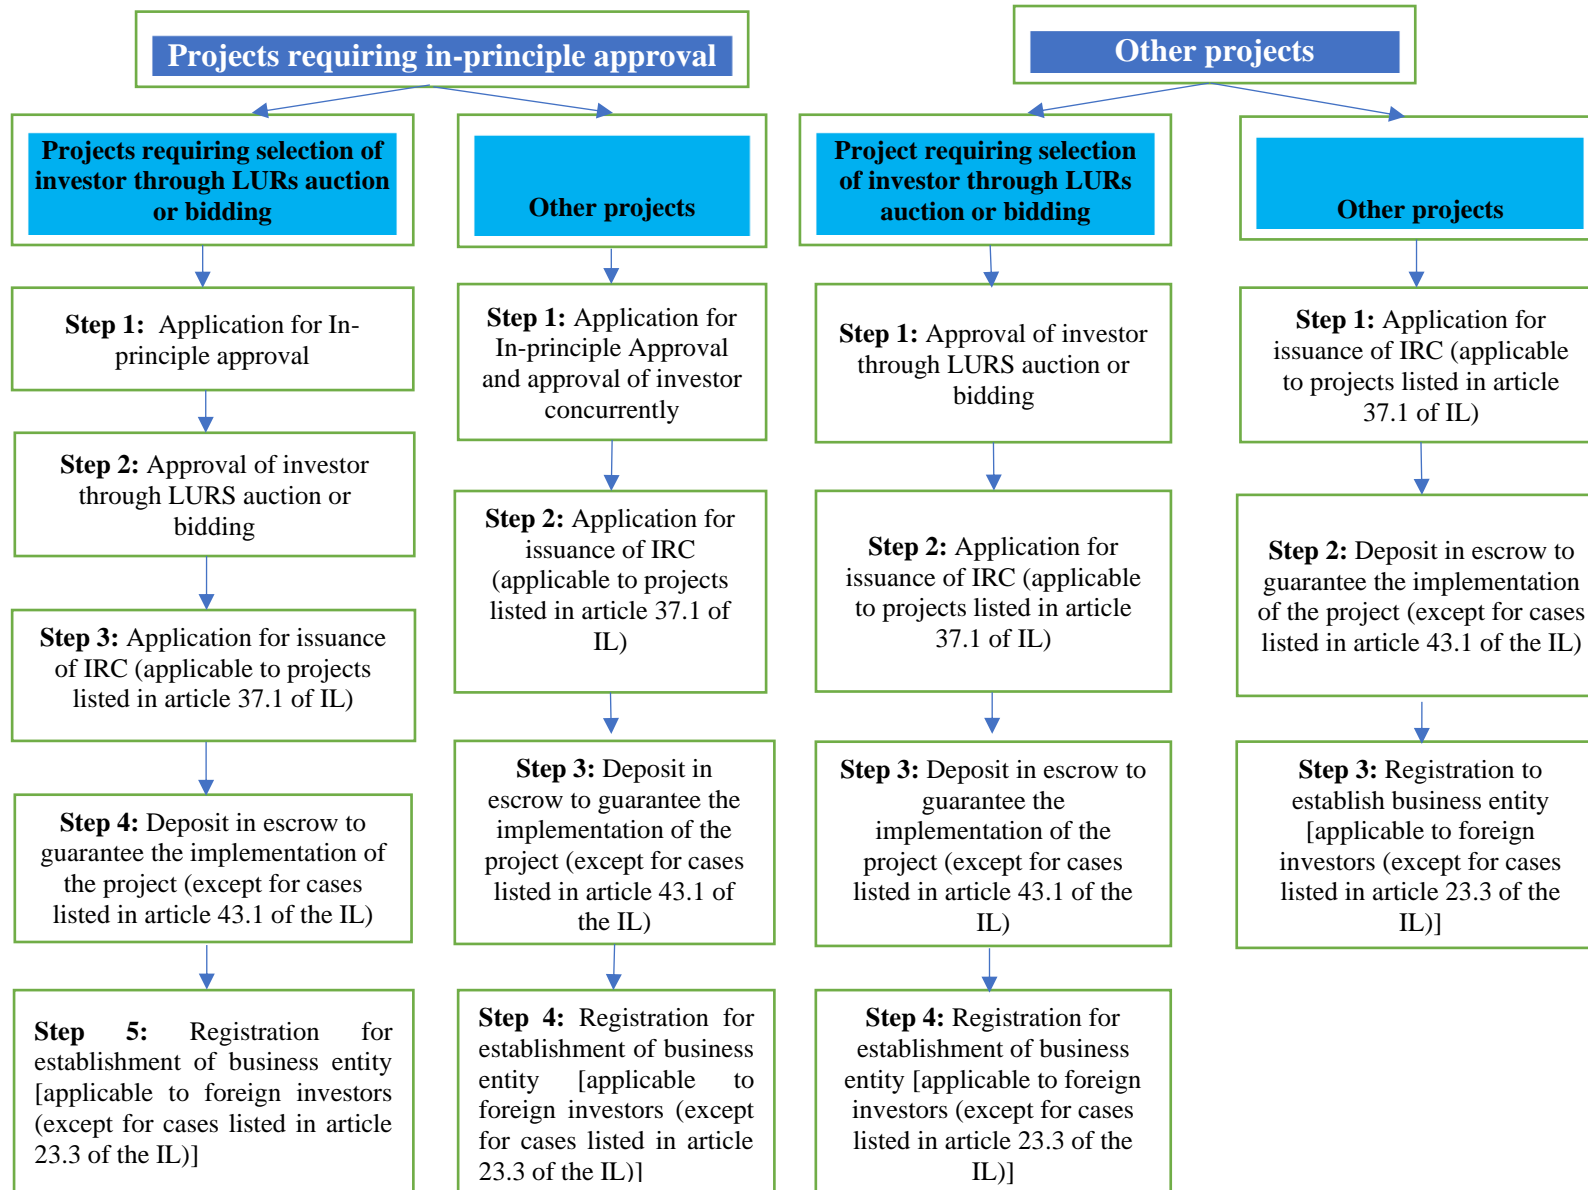 Projects requiring in-principle approval
Other projects
Projects requiring selection of
investor through LURs auction
or bidding
Other projects
Project requiring selection
of investor through LURs
auction or bidding
Other projects
Step 1: Application for In-
principle approval
Step 2: Approval of investor
through LURS auction or
bidding
Step 3: Application for issuance
of IRC (applicable to projects
listed in article 37.1 of IL)
Step 4: Deposit in escrow to
guarantee the implementation of
the project (except for cases
listed in article 43.1 of the IL)
Step 5: Registration for
establishment of business entity
[applicable to foreign investors
(except for cases listed in article
23.3 of the IL)]
Step 1: Application for
In-principle Approval
and approval of investor
concurrently
Step 2: Application for
issuance of IRC
(applicable to projects
listed in article 37.1 of
IL)
Step 3: Deposit in
escrow to guarantee the
implementation of the
project (except for cases
listed in article 43.1 of
the IL)
Step 4: Registration for
establishment of business
entity [applicable to
foreign investors (except
for cases listed in article
23.3 of the IL)]
Step 1: Approval of investor
through LURS auction or
bidding
Step 2: Application for
issuance of IRC (applicable
to projects listed in article
37.1 of IL)
Step 3: Deposit in escrow to
guarantee the
implementation of the
project (except for cases
listed in article 43.1 of the
IL)
Step 4: Registration for
establishment of business
entity [applicable to foreign
investors (except for cases
listed in article 23.3 of the
IL)]
Step 1: Application for
issuance of IRC (applicable
to projects listed in article
37.1 of IL)
Step 2: Deposit in escrow to
guarantee the implementation
of the project (except for cases
listed in article 43.1 of the IL)
Step 3: Registration to
establish business entity
[applicable to foreign
investors (except for cases
listed in article 23.3 of the
IL)]